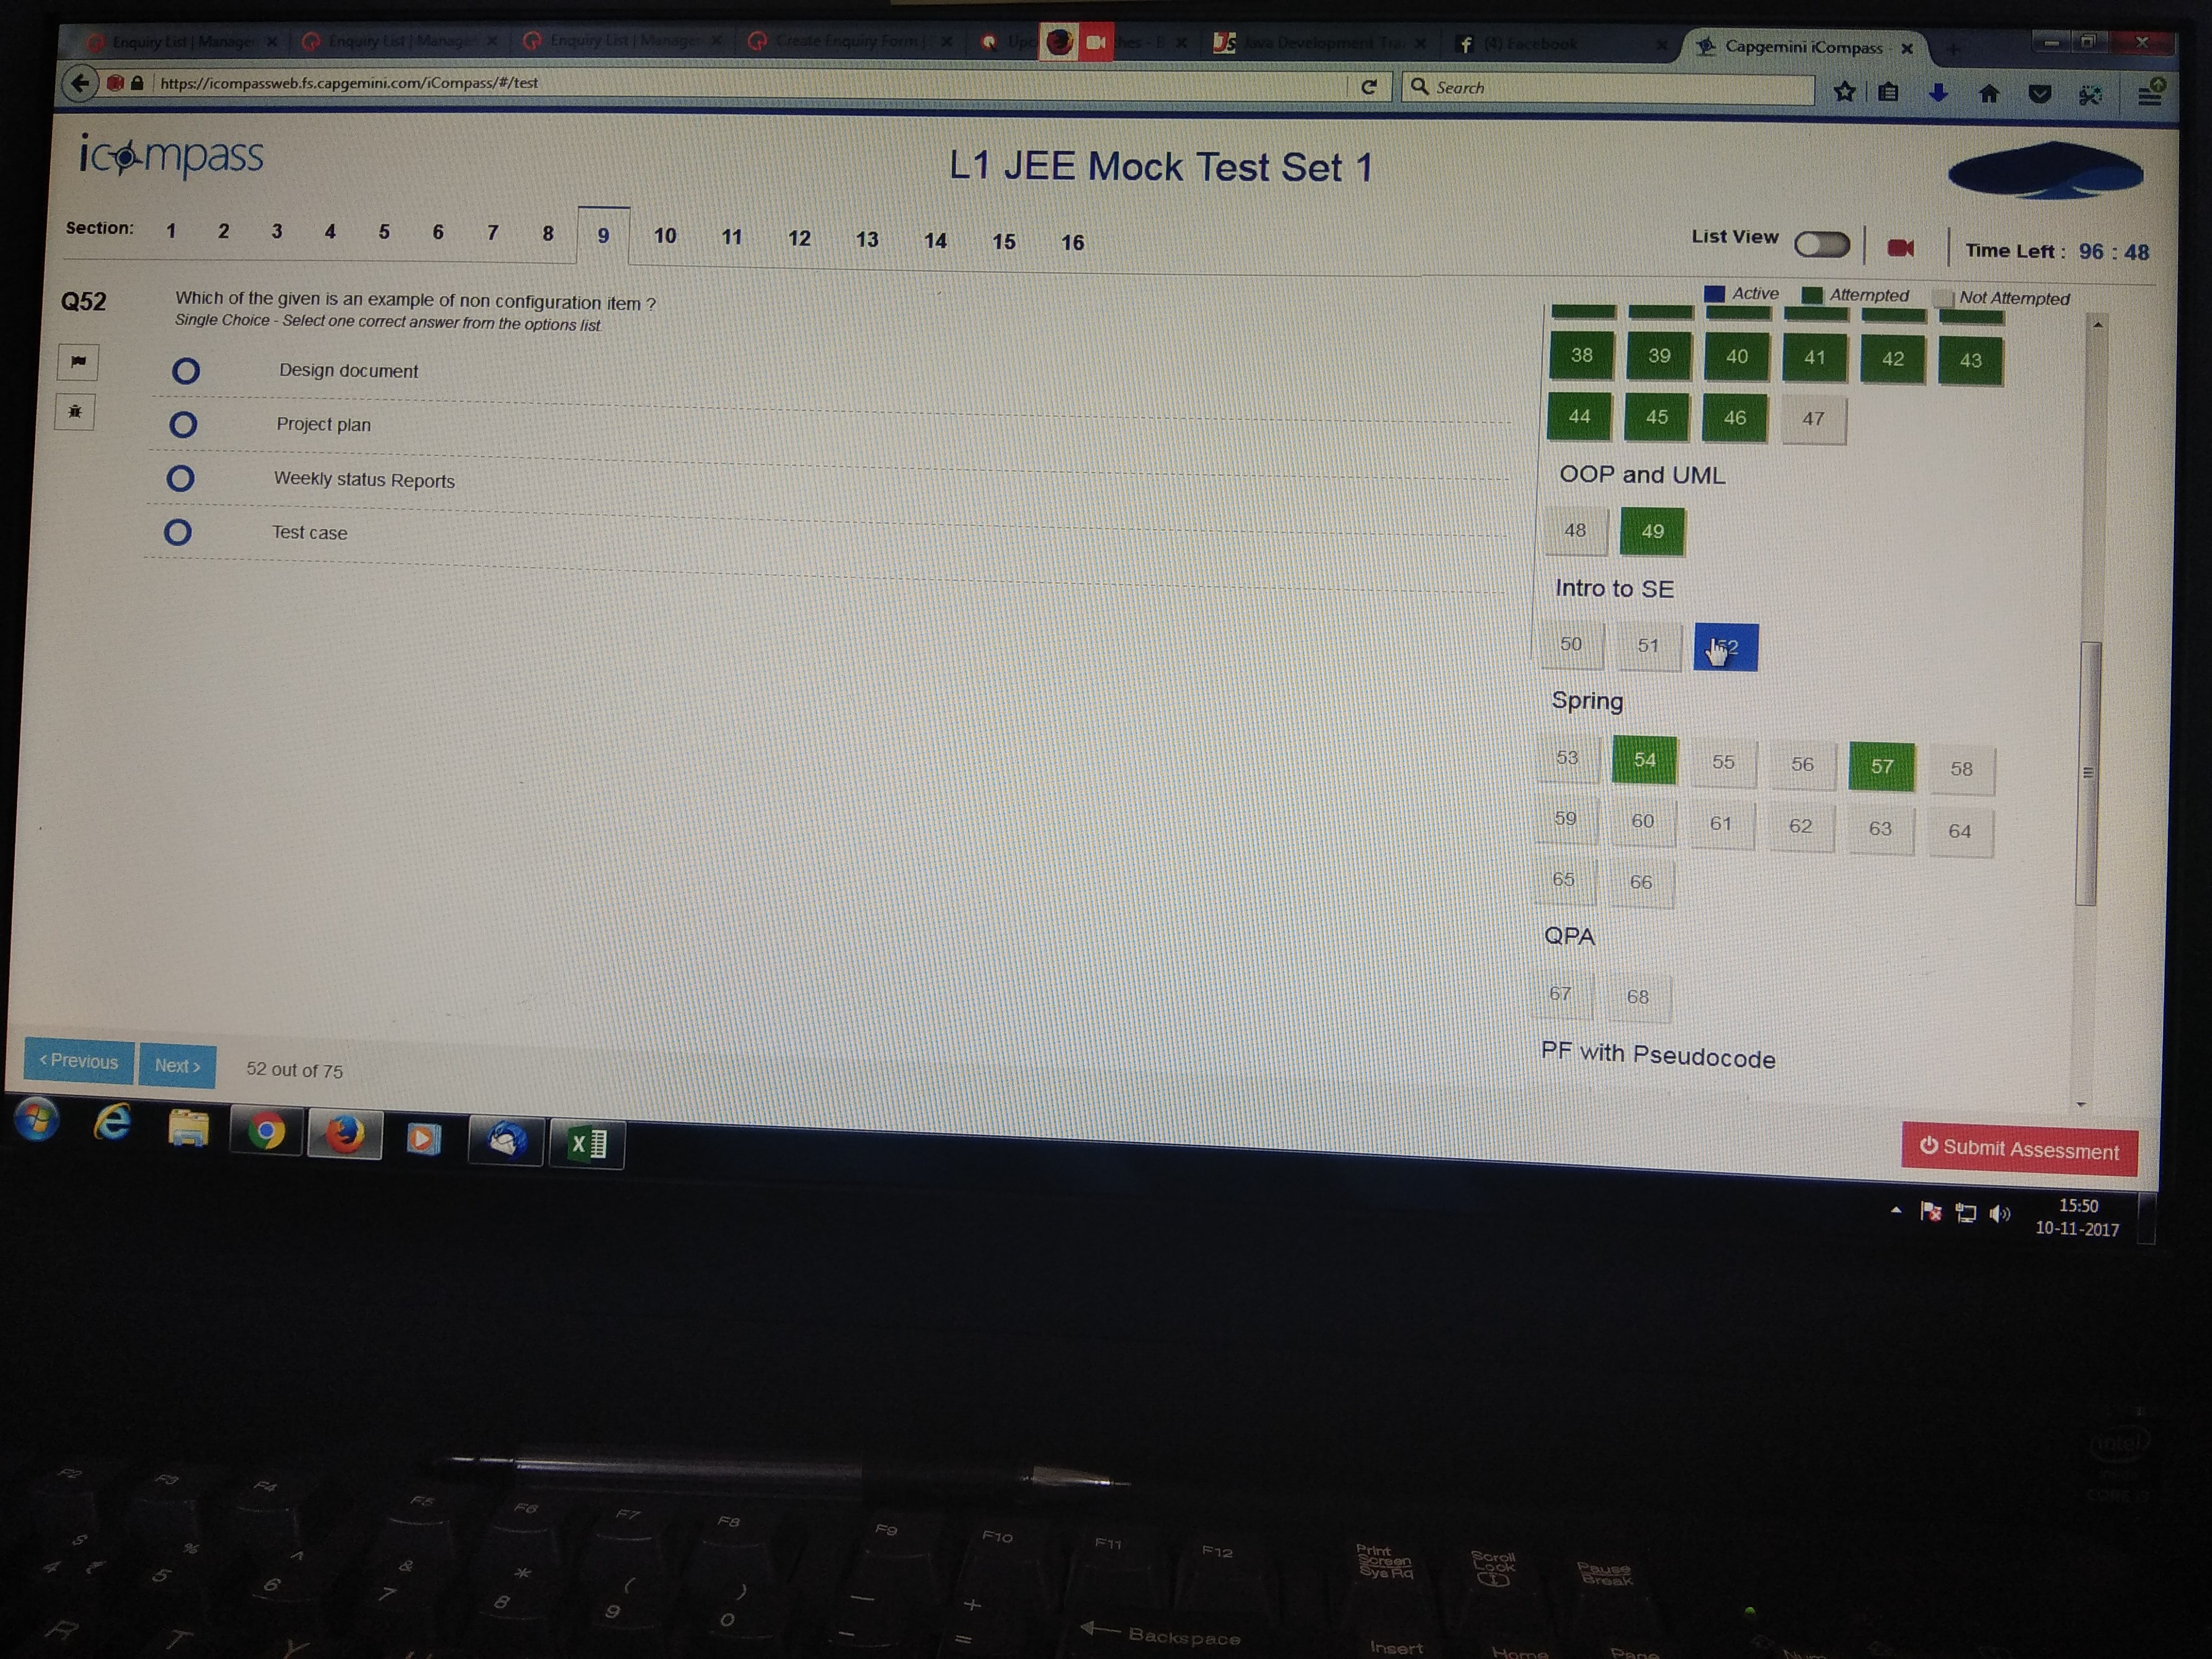 Enquiry List | Manager
Enquiry List | Manager
Enquiry List | Manager
Create Enquiry Form |
Java Development Tra
(4) Facebook
Capgemini iCompass -
https://icompassweb.fs.capgemini.com/iCompass/#/test
Search
icompass
L1 JEE Mock Test Set 1
Section: 1 2 3 4 5 6 7 8 9 10 11 12 13 14 15 16
List View
Time Left : 96 : 48
Active Attempted Not Attempted
Q52
Which of the given is an example of non configuration item ?
Single Choice - Select one correct answer from the options list.
Design document
Project plan
Weekly status Reports
Test case
38 39 40 41 42 43
44 45 46 47
OOP and UML
48 49
Intro to SE
50 51 52
Spring
53 54 55 56 57 58
59 60 61 62 63 64
65 66
QPA
67 68
PF with Pseudocode
< Previous
Next >
52 out of 75
Submit Assessment
15:50
10-11-2017
intel
F2 F3 F4 F5 F6 F7 F8 F9 F10 F11 F12
Print
Screen
Sys Rq
Scroll
Lock
Pause
Break
$ % ^ & * ( ) — +
4 ₹ 5 6 7 8 9 0 - =
Backspace
Insert
Home
R T Y